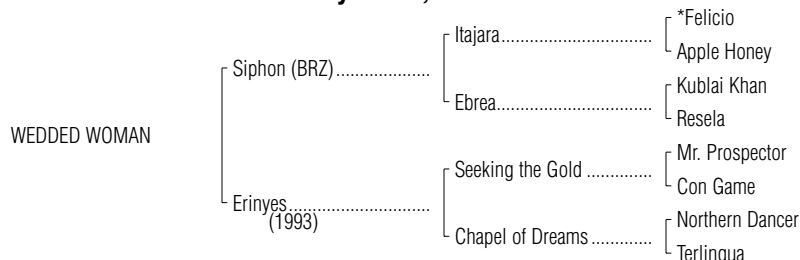 *Felicio
Itajara
Apple Honey
Siphon (BRZ)
Kublai Khan
Ebrea
Resela
WEDDED WOMAN
Mr. Prospector
Seeking the Gold
Con Game
Erinyes
(1993)
Northern Dancer
Chapel of Dreams
Terlingua